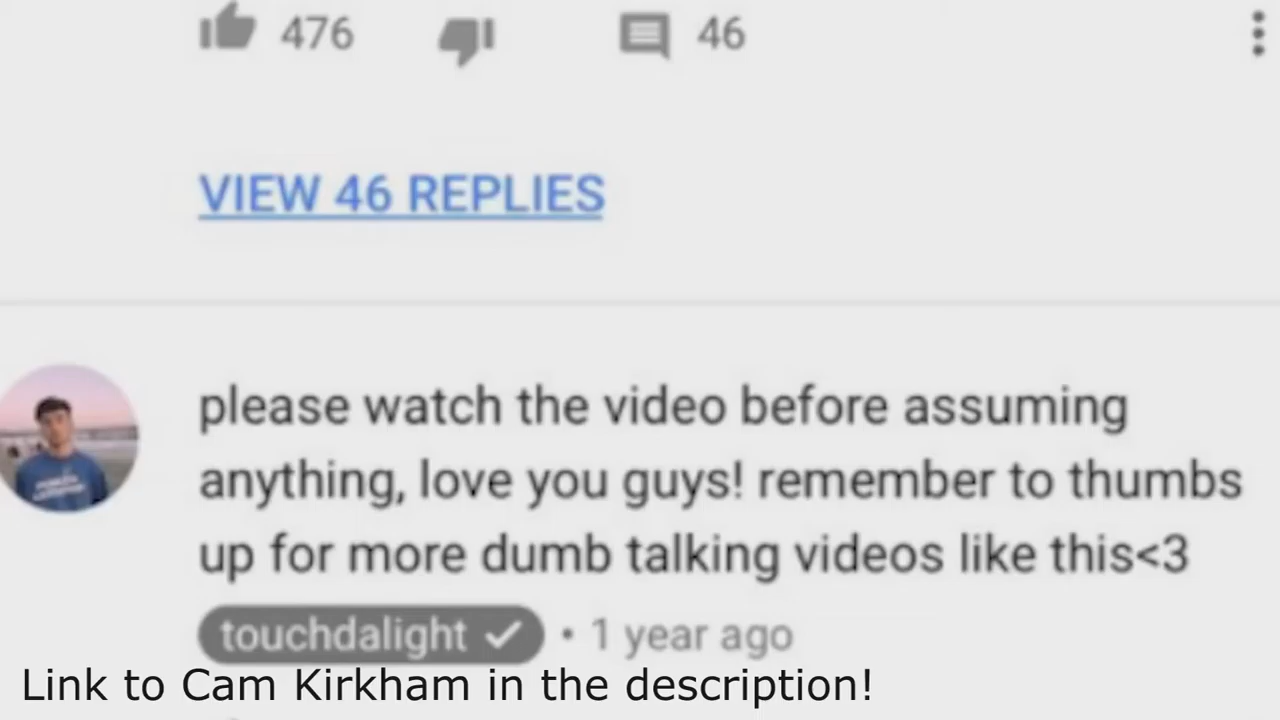 476 46
VIEW 46 REPLIES
please watch the video before assuming
anything, love you guys! remember to thumbs
up for more dumb talking videos like this<3
touchdalight • 1 year ago
Link to Cam Kirkham in the description!